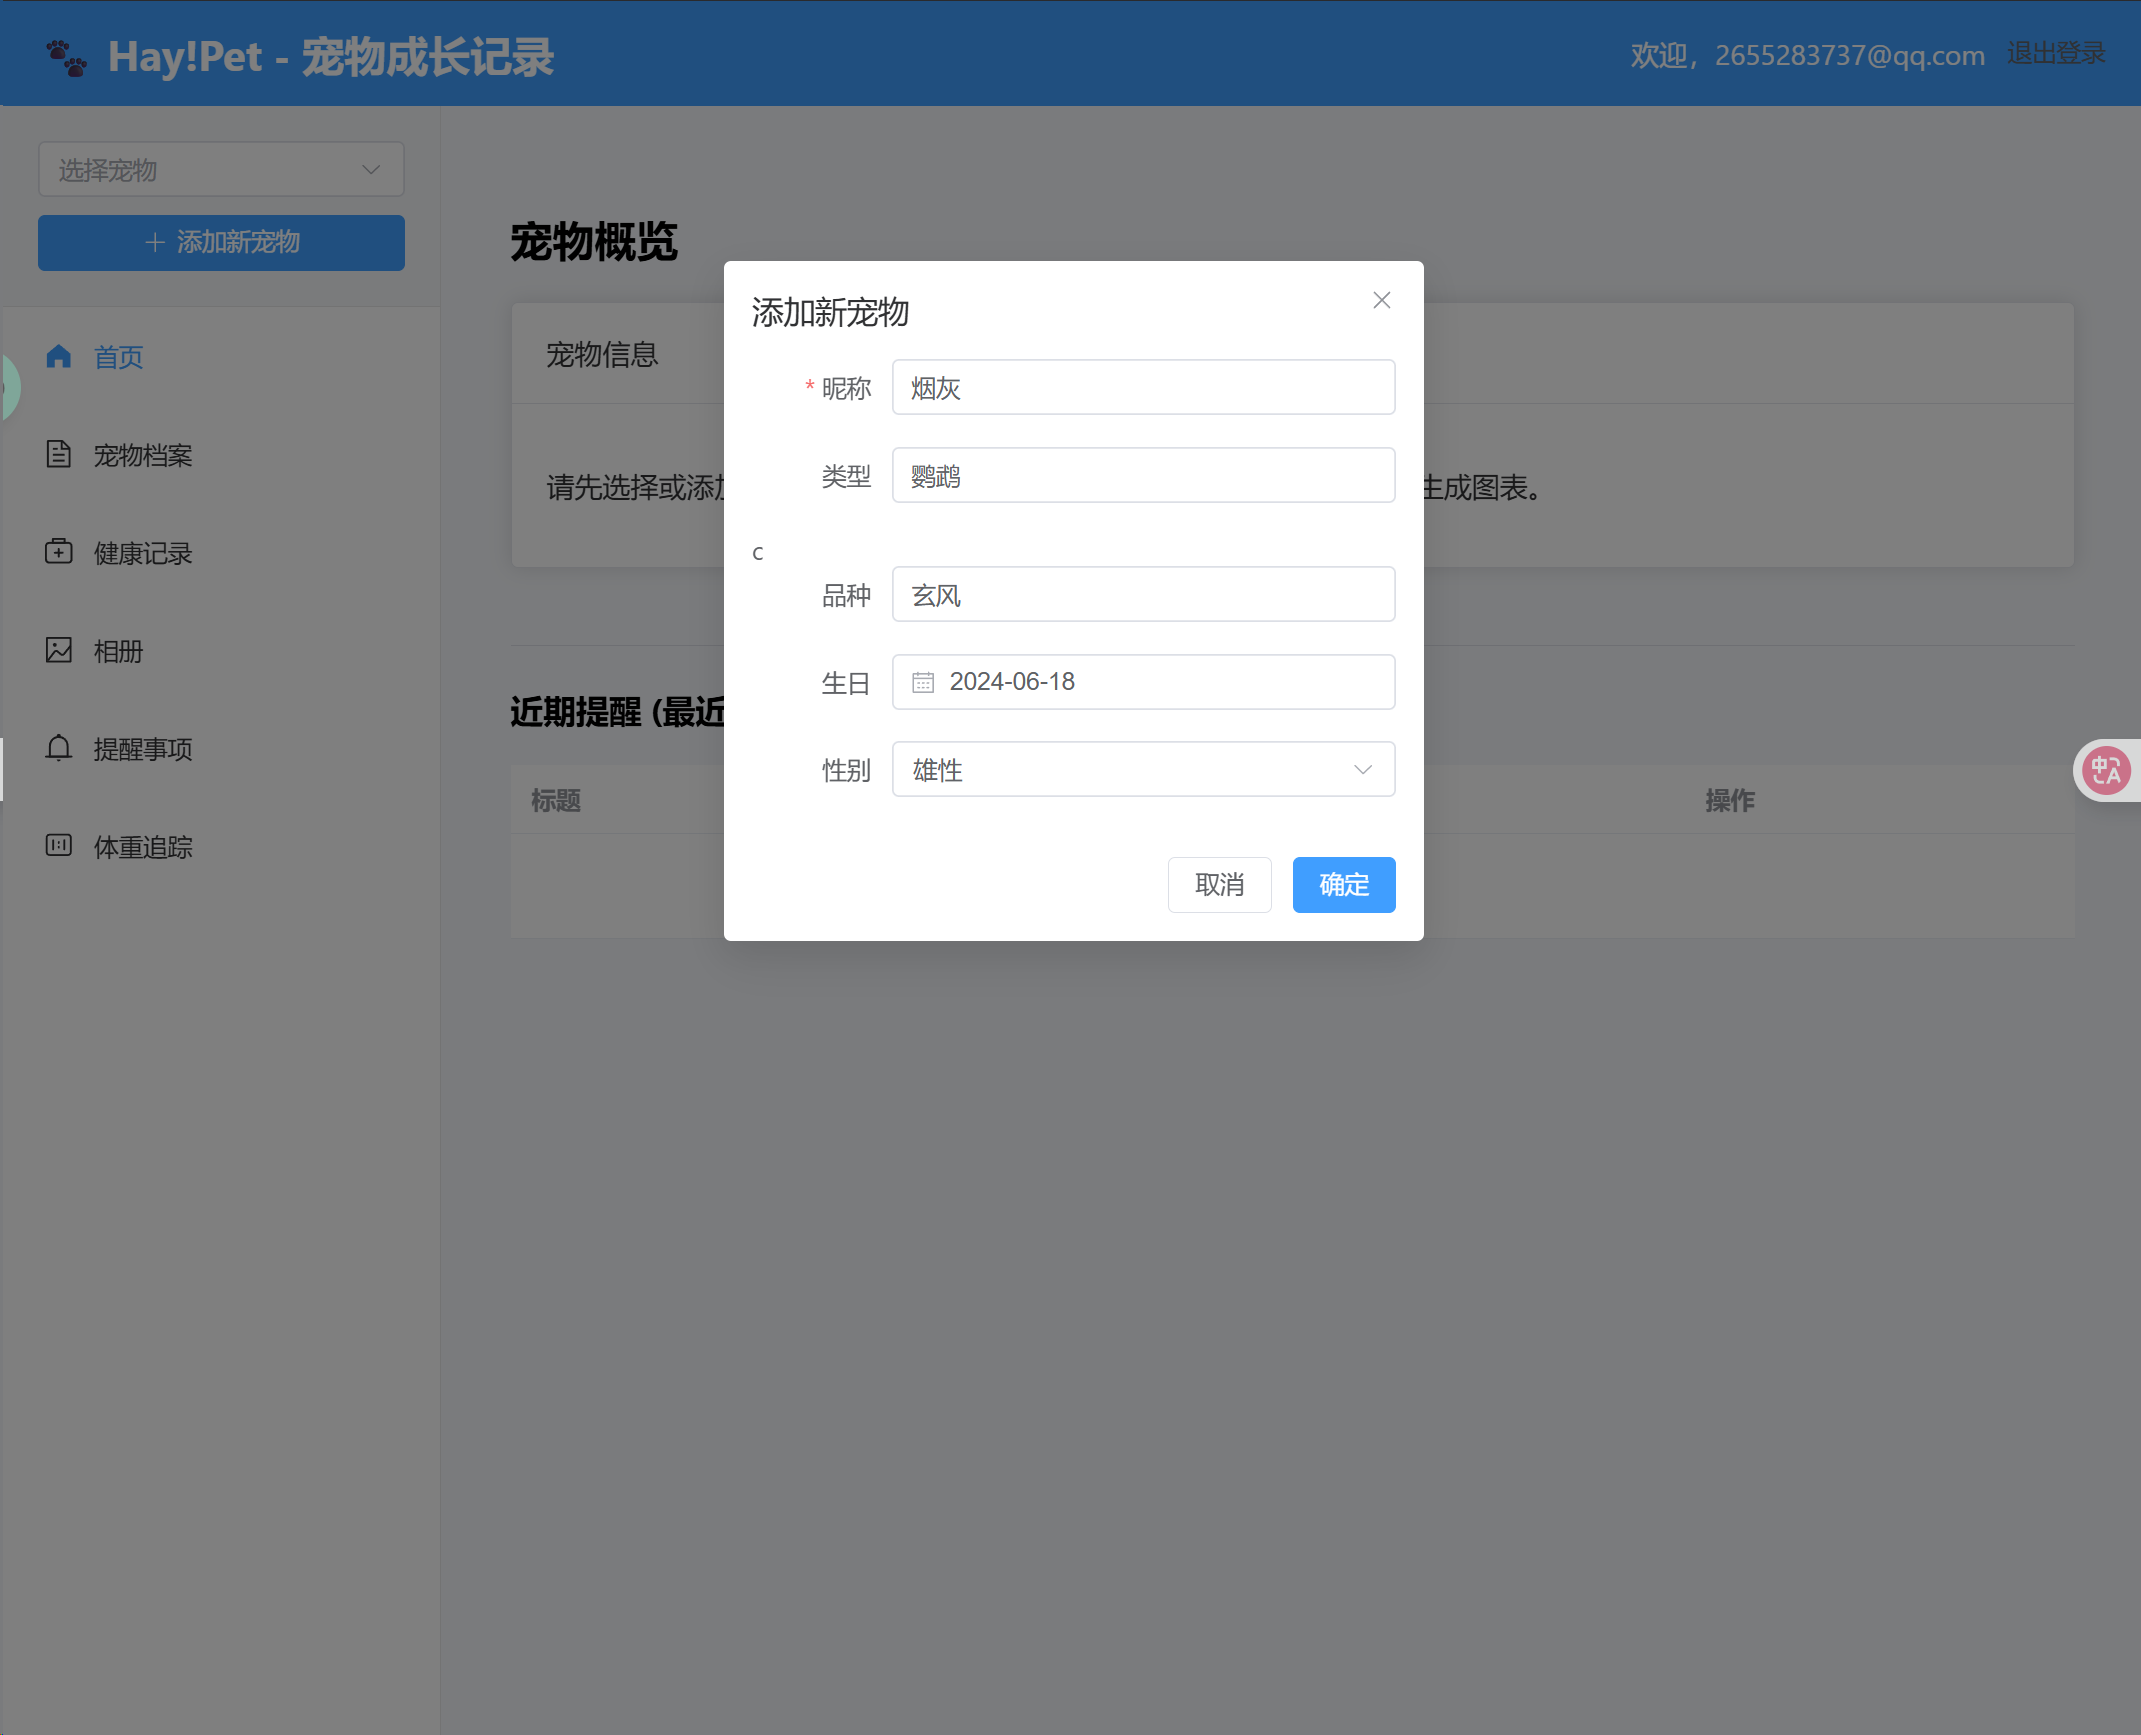 Hay!Pet - 宠物成长记录
欢迎，2655283737@qq.com 退出登录
选择宠物
添加新宠物
首页
宠物档案
健康记录
相册
提醒事项
体重追踪
宠物概览
宠物信息
请先选择或添加
生成图表。
近期提醒 (最近
标题
操作
添加新宠物
* 昵称 烟灰
类型 鹦鹉
c
品种 玄风
生日 2024-06-18
性别 雄性
取消 确定
中A